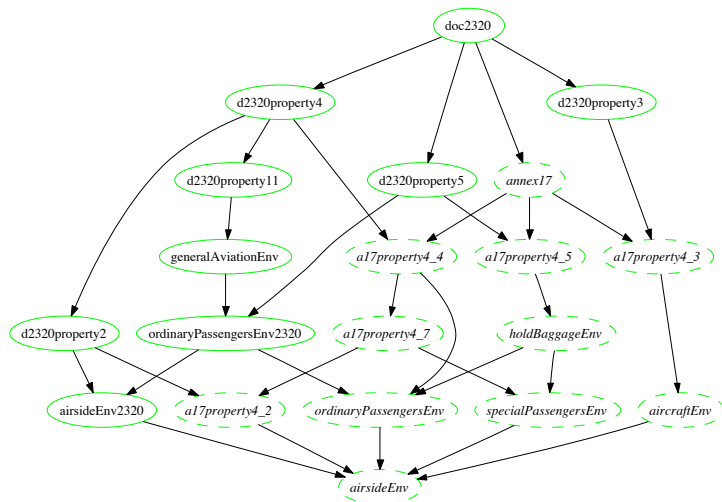 doc2320
d2320property4
d2320property3
d2320property11
d2320property5
annex17
generalAviationEnv
a17property4_4
a17property4_5
a17property4_3
d2320property2
ordinaryPassengersEnv2320
a17property4_7
holdBaggageEnv
airsideEnv2320
a17property4_2
ordinaryPassengersEnv
specialPassengersEnv
aircraftEnv
airsideEnv